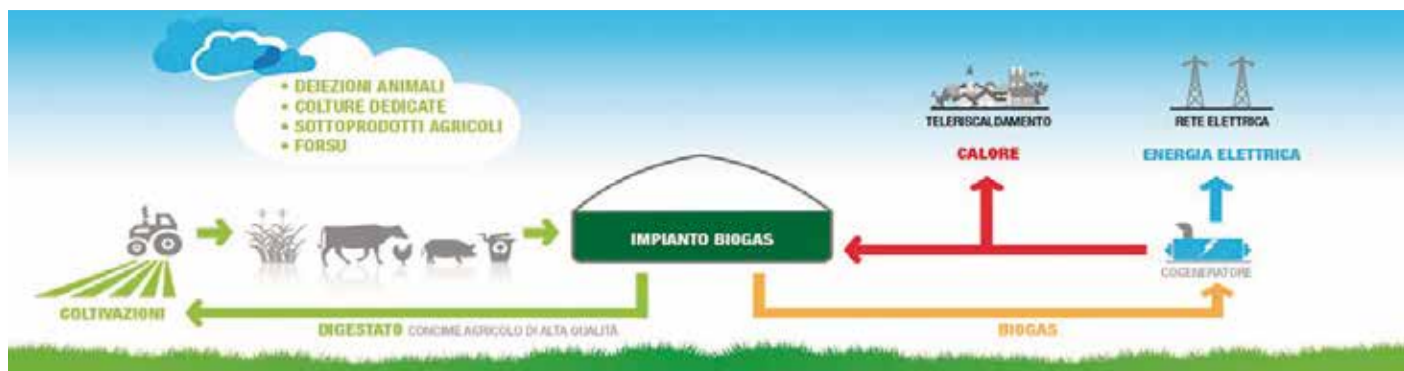 • DEIEZIONI ANIMALI
• COLTURE DEDICATE
• SOTTOPRODOTTI AGRICOLI
• FORSU
TELERISCALDAMENTO
RETE ELETTRICA
CALORE
ENERGIA ELETTRICA
IMPIANTO BIOGAS
COGENERATORE
COLTIVAZIONI
DIGESTATO CONCIME AGRICOLO DI ALTA QUALITÀ
BIOGAS